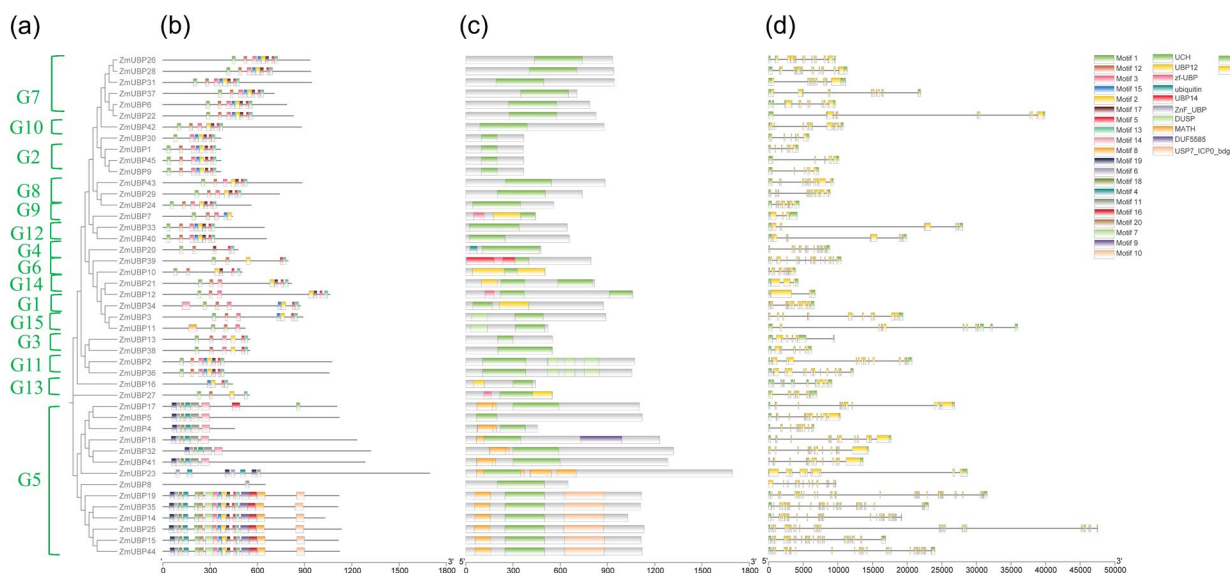 (a)
(b)
(c)
(d)
G7
G10
G2
G8
G9
G12
G4
G6
G14
G1
G15
G3
G11
G13
G5
ZmUBP26
ZmUBP28
ZmUBP31
ZmUBP37
ZmUBP6
ZmUBP22
ZmUBP42
ZmUBP30
ZmUBP1
ZmUBP45
ZmUBP9
ZmUBP43
ZmUBP29
ZmUBP24
ZmUBP7
ZmUBP33
ZmUBP40
ZmUBP20
ZmUBP39
ZmUBP10
ZmUBP21
ZmUBP12
ZmUBP34
ZmUBP3
ZmUBP11
ZmUBP13
ZmUBP38
ZmUBP2
ZmUBP36
ZmUBP16
ZmUBP27
ZmUBP17
ZmUBP5
ZmUBP4
ZmUBP18
ZmUBP32
ZmUBP41
ZmUBP23
ZmUBP8
ZmUBP19
ZmUBP35
ZmUBP14
ZmUBP25
ZmUBP15
ZmUBP44
3'
0 300 600 900 1200 1500 1800
3'
0 300 600 900 1200 1500 1800
5' 3'
0 5000 10000 15000 20000 25000 30000 35000 40000 45000 50000
Motif 1
Motif 12
Motif 3
Motif 15
Motif 2
Motif 17
Motif 5
Motif 13
Motif 14
Motif 8
Motif 19
Motif 6
Motif 18
Motif 4
Motif 11
Motif 16
Motif 20
Motif 7
Motif 9
Motif 10
UCH
UBP12
zf-UBP
ubiquitin
UBP14
ZnF_UBP
DUSP
MATH
DUF5585
USP7_ICP0_bdg